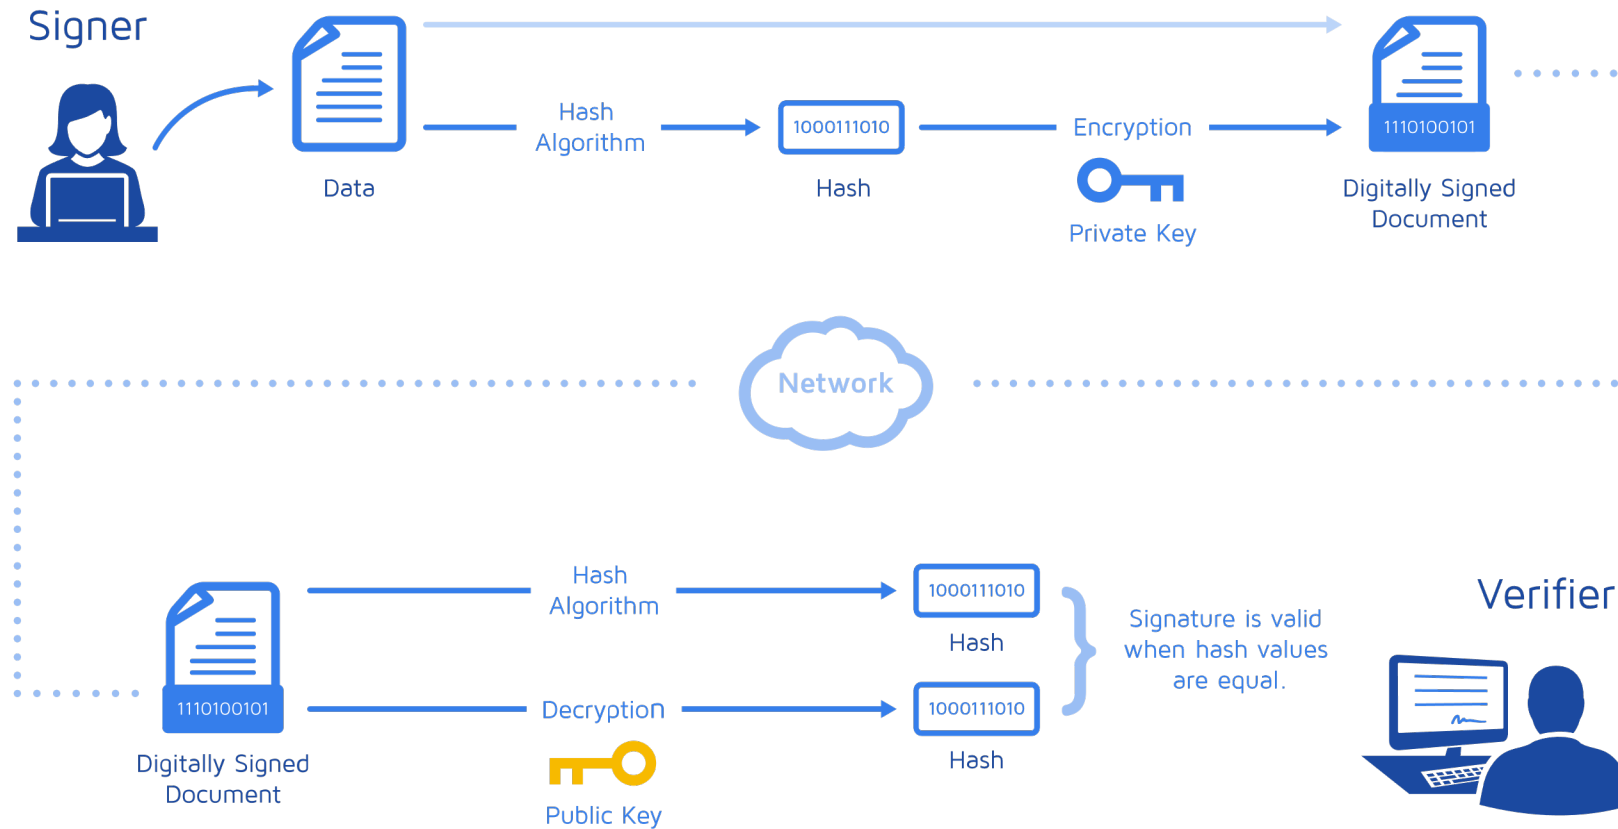 Signer
Data
Hash
Algorithm
1000111010
Hash
Encryption
Private Key
1110100101
Digitally Signed
Document
Network
1110100101
Digitally Signed
Document
Hash
Algorithm
1000111010
Hash
Decryption
Public Key
1000111010
Hash
Signature is valid
when hash values
are equal.
Verifier